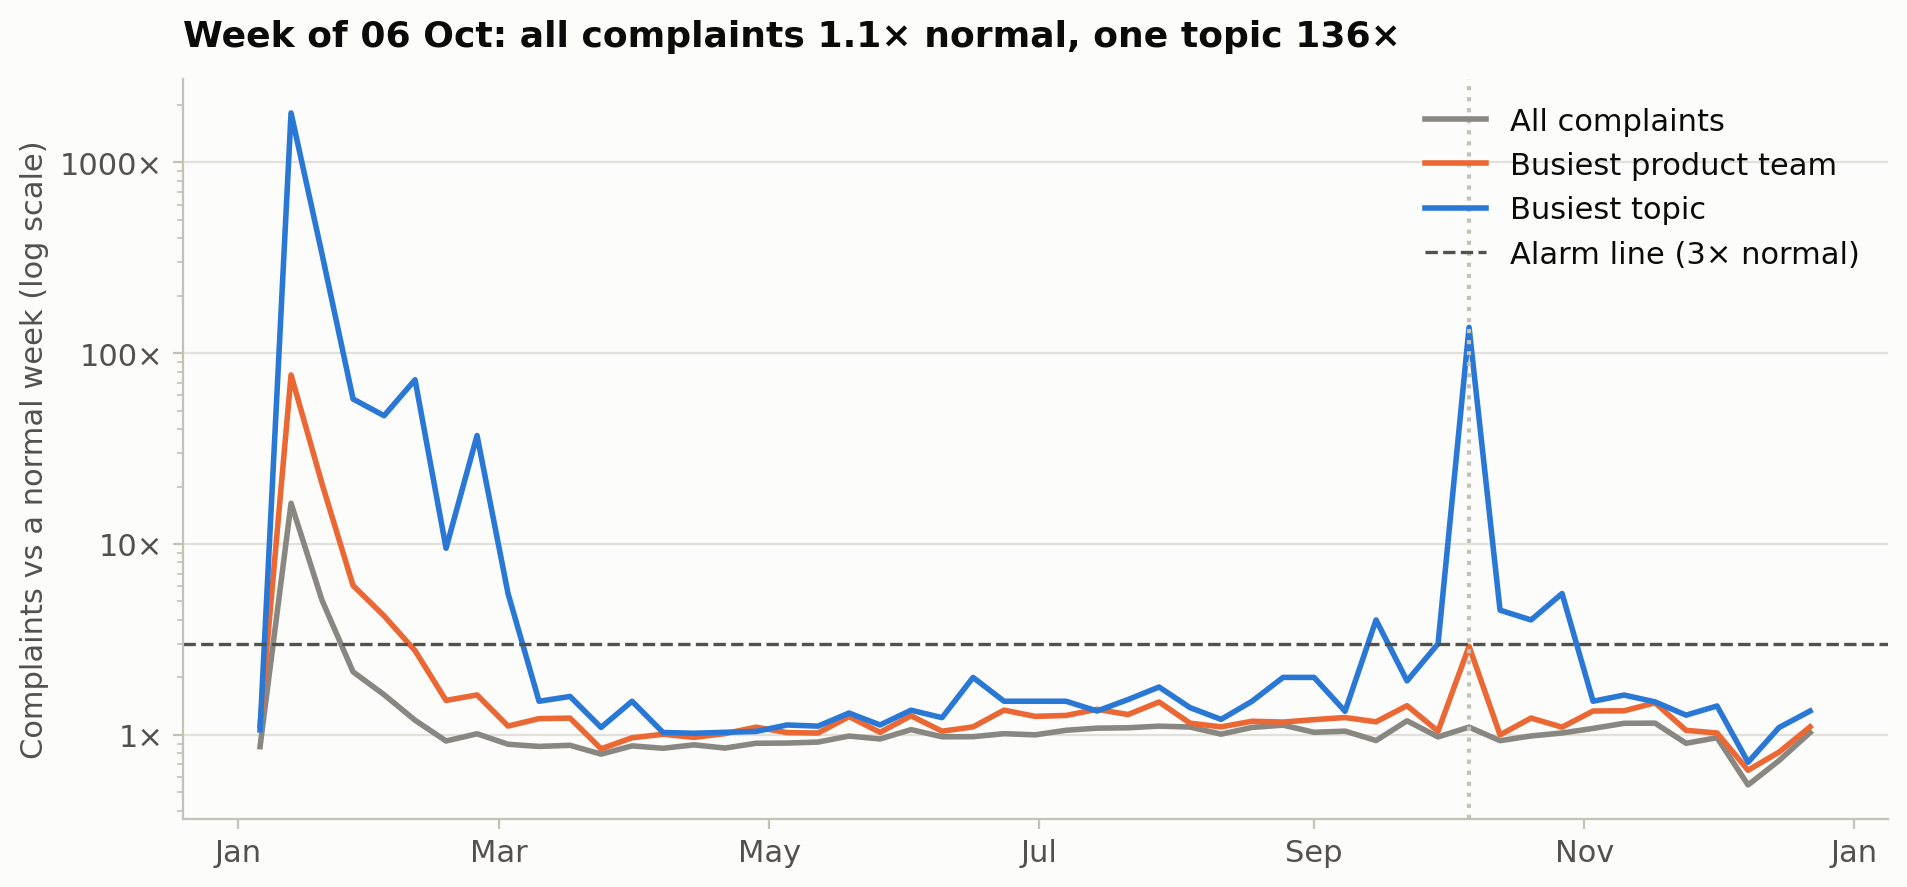 Week of 06 Oct: all complaints 1.1× normal, one topic 136×
Complaints vs a normal week (log scale)
1000×
100×
10×
1×
All complaints
Busiest product team
Busiest topic
Alarm line (3× normal)
Jan
Mar
May
Jul
Sep
Nov
Jan